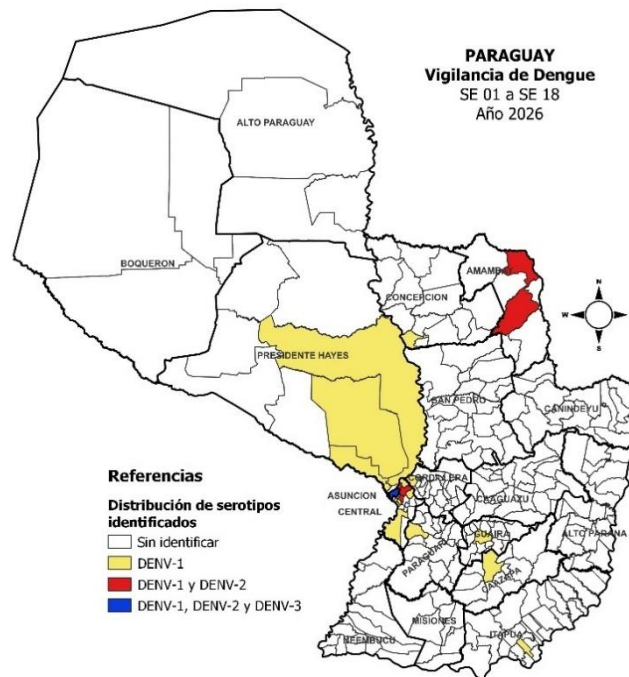 PARAGUAY
Vigilancia de Dengue
SE 01 a SE 18
Año 2026
ALTO PARAGUAY
BOQUERON
AMAMBAY
CONCEPCION
N
W
E
S
PRESIDENTE HAYES
SAN PEDRO
CANINDEYU
Referencias
Distribución de serotipos
identificados
Sin identificar
DENV-1
DENV-1 y DENV-2
DENV-1, DENV-2 y DENV-3
ASUNCION
CENTRAL
CORDILLERA
CAAGUAZU
ALTO PARANA
GUAIRA
PARAGUARI
CAAZAPA
MISIONES
ITAPUA
ÑEEMBUCU